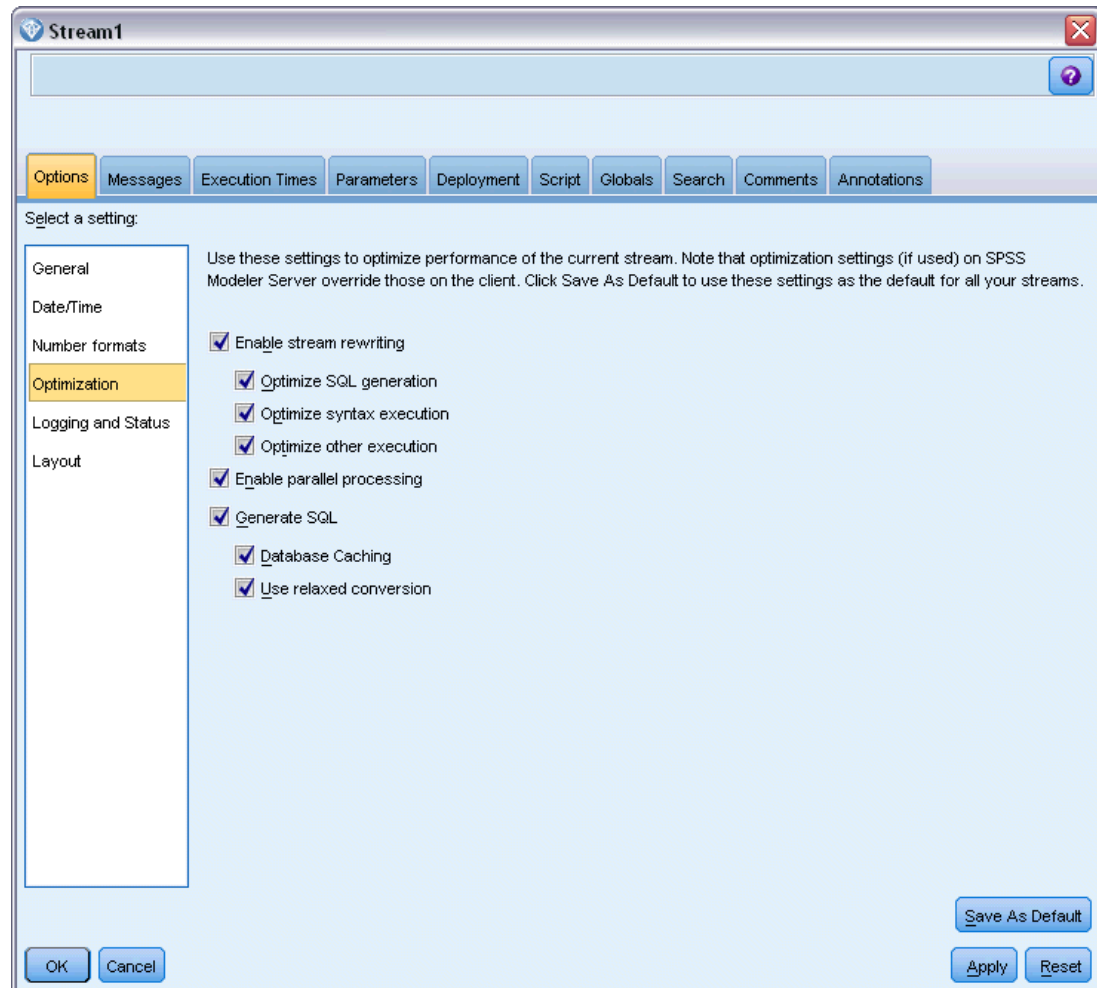 Stream1
?
Options Messages Execution Times Parameters Deployment Script Globals Search Comments Annotations
Select a setting:
General
Date/Time
Number formats
Optimization
Logging and Status
Layout
Use these settings to optimize performance of the current stream. Note that optimization settings (if used) on SPSS
Modeler Server override those on the client. Click Save As Default to use these settings as the default for all your streams.
Enable stream rewriting
Optimize SQL generation
Optimize syntax execution
Optimize other execution
Enable parallel processing
Generate SQL
Database Caching
Use relaxed conversion
Save As Default
OK Cancel Apply Reset